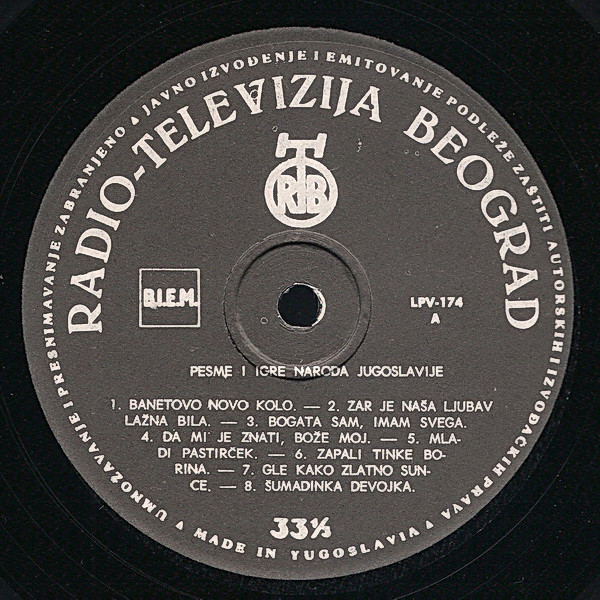 UMNOŽAVANJE I PRESNIMAVANJE ZABRANJENO ▲ JAVNO IZVOĐENJE I EMITOVANJE PODLEŽE ZAŠTITI AUTORSKIH I IZVOĐAČKIH PRAVA ▲
RADIO-TELEVIZIJA BEOGRAD
RTB
B.I.E.M.
LPV-174
A
PESME I IGRE NARODA JUGOSLAVIJE
1. BANETOVO NOVO KOLO. — 2. ZAR JE NAŠA LJUBAV
LAŽNA BILA. — 3. BOGATA SAM, IMAM SVEGA.
4. DA MI JE ZNATI, BOŽE MOJ. — 5. MLA-
DI PASTIRČEK. — 6. ZAPALI TINKE BO-
RINA. — 7. GLE KAKO ZLATNO SUN-
CE. — 8. ŠUMADINKA DEVOJKA.
33⅓
MADE IN YUGOSLAVIA